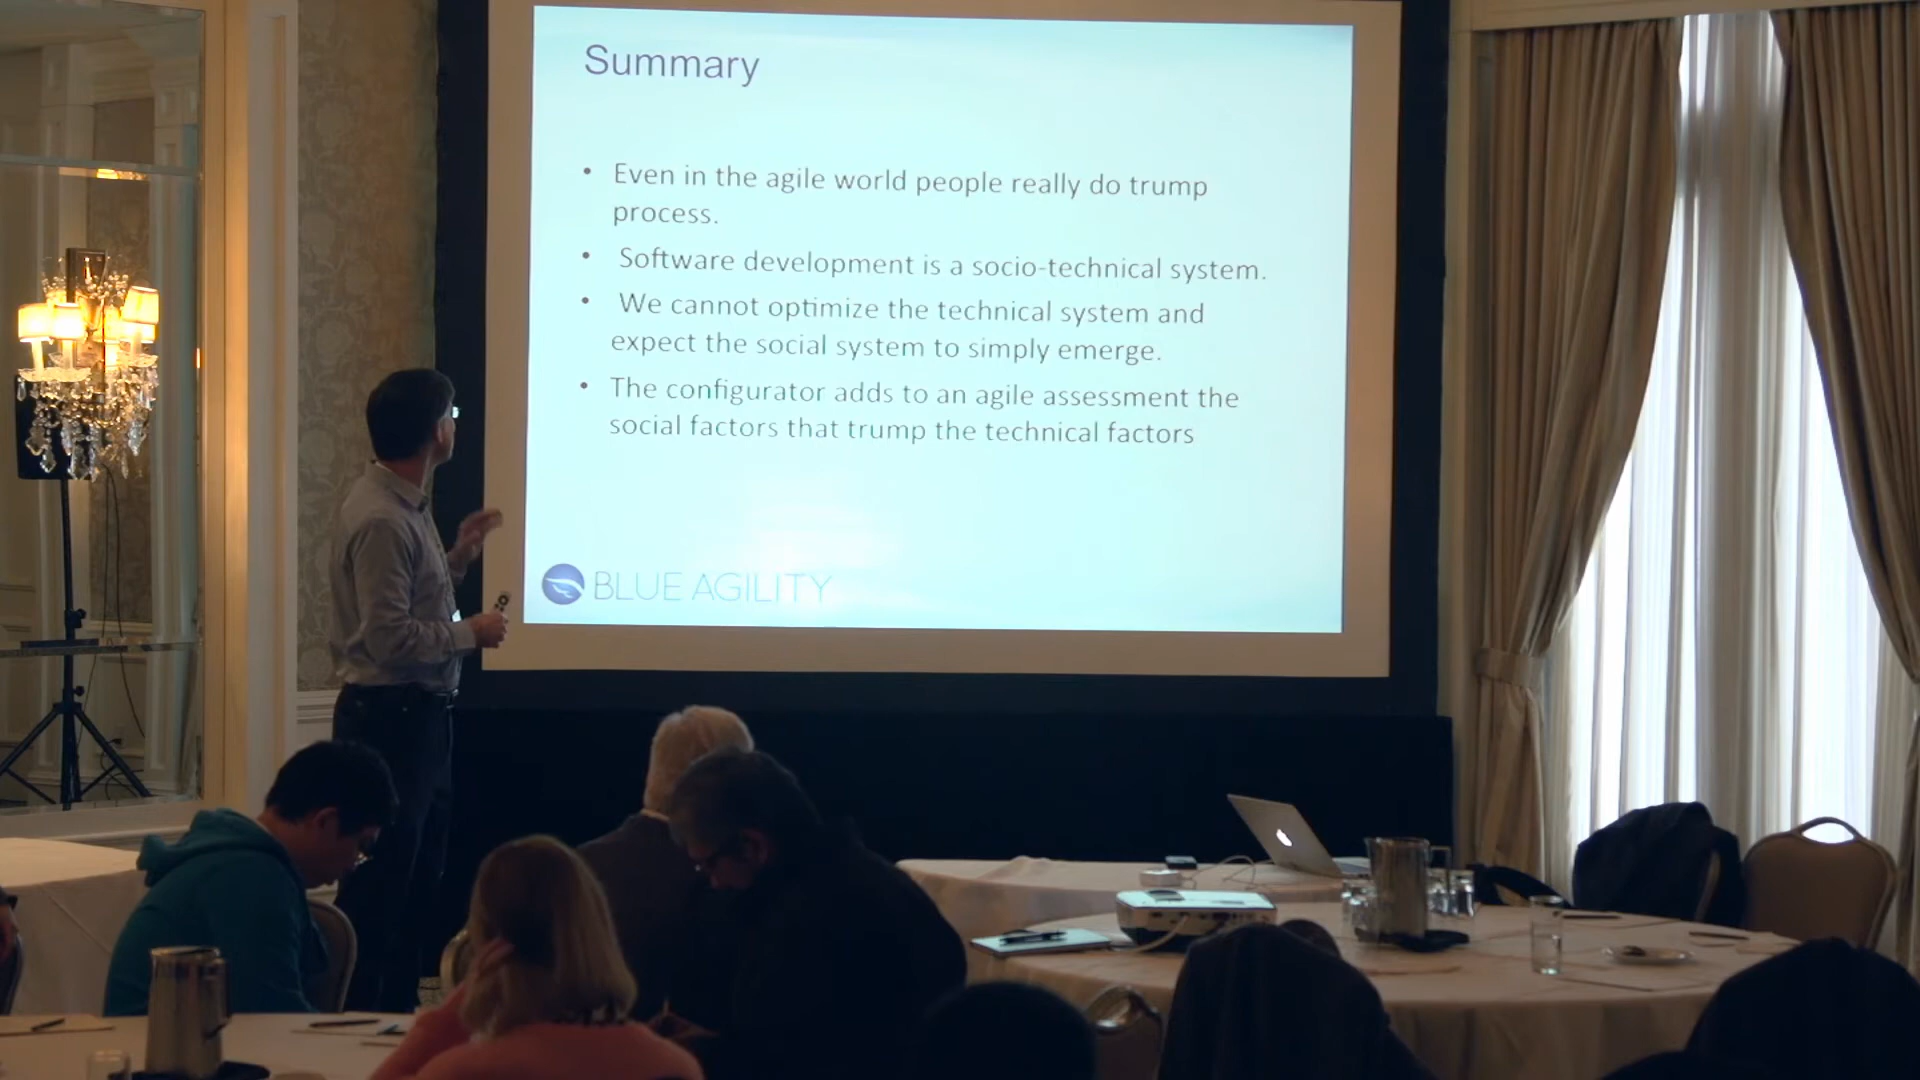 Summary
• Even in the agile world people really do trump
process.
• Software development is a socio-technical system.
• We cannot optimize the technical system and
expect the social system to simply emerge.
• The configurator adds to an agile assessment the
social factors that trump the technical factors
BLUE AGILITY